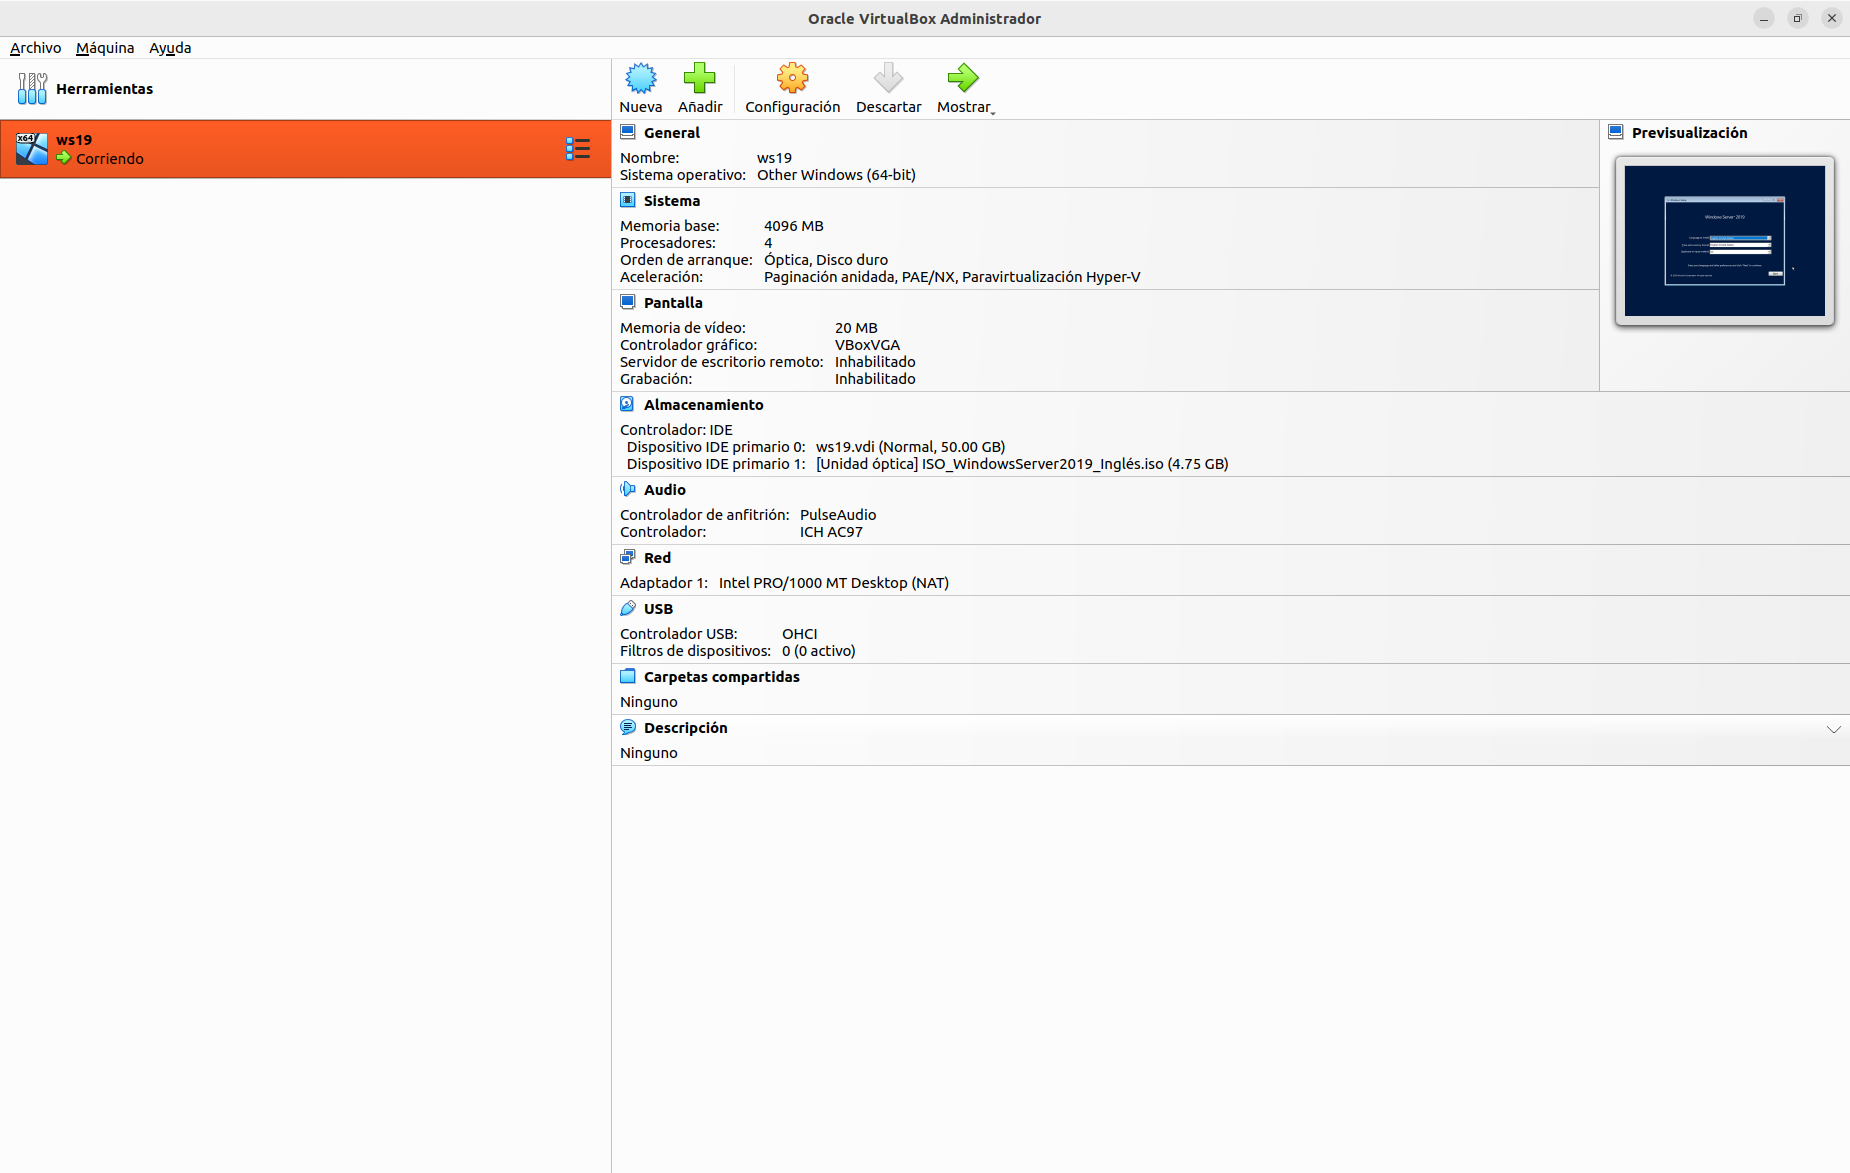 Oracle VirtualBox Administrador
Archivo Máquina Ayuda
Herramientas
Nueva Añadir Configuración Descartar Mostrar
x64
ws19
Corriendo
General
Nombre: ws19
Sistema operativo: Other Windows (64-bit)
Sistema
Memoria base: 4096 MB
Procesadores: 4
Orden de arranque: Óptica, Disco duro
Aceleración: Paginación anidada, PAE/NX, Paravirtualización Hyper-V
Pantalla
Memoria de vídeo: 20 MB
Controlador gráfico: VBoxVGA
Servidor de escritorio remoto: Inhabilitado
Grabación: Inhabilitado
Previsualización
Windows Server 2019
Almacenamiento
Controlador: IDE
Dispositivo IDE primario 0: ws19.vdi (Normal, 50.00 GB)
Dispositivo IDE primario 1: [Unidad óptica] ISO_WindowsServer2019_Inglés.iso (4.75 GB)
Audio
Controlador de anfitrión: PulseAudio
Controlador: ICH AC97
Red
Adaptador 1: Intel PRO/1000 MT Desktop (NAT)
USB
Controlador USB: OHCI
Filtros de dispositivos: 0 (0 activo)
Carpetas compartidas
Ninguno
Descripción
Ninguno